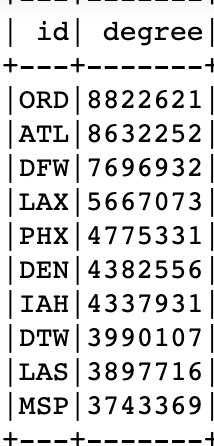 | id| degree|
+---+-------+
|ORD|8822621|
|ATL|8632252|
|DFW|7696932|
|LAX|5667073|
|PHX|4775331|
|DEN|4382556|
|IAH|4337931|
|DTW|3990107|
|LAS|3897716|
|MSP|3743369|
+---+-------+